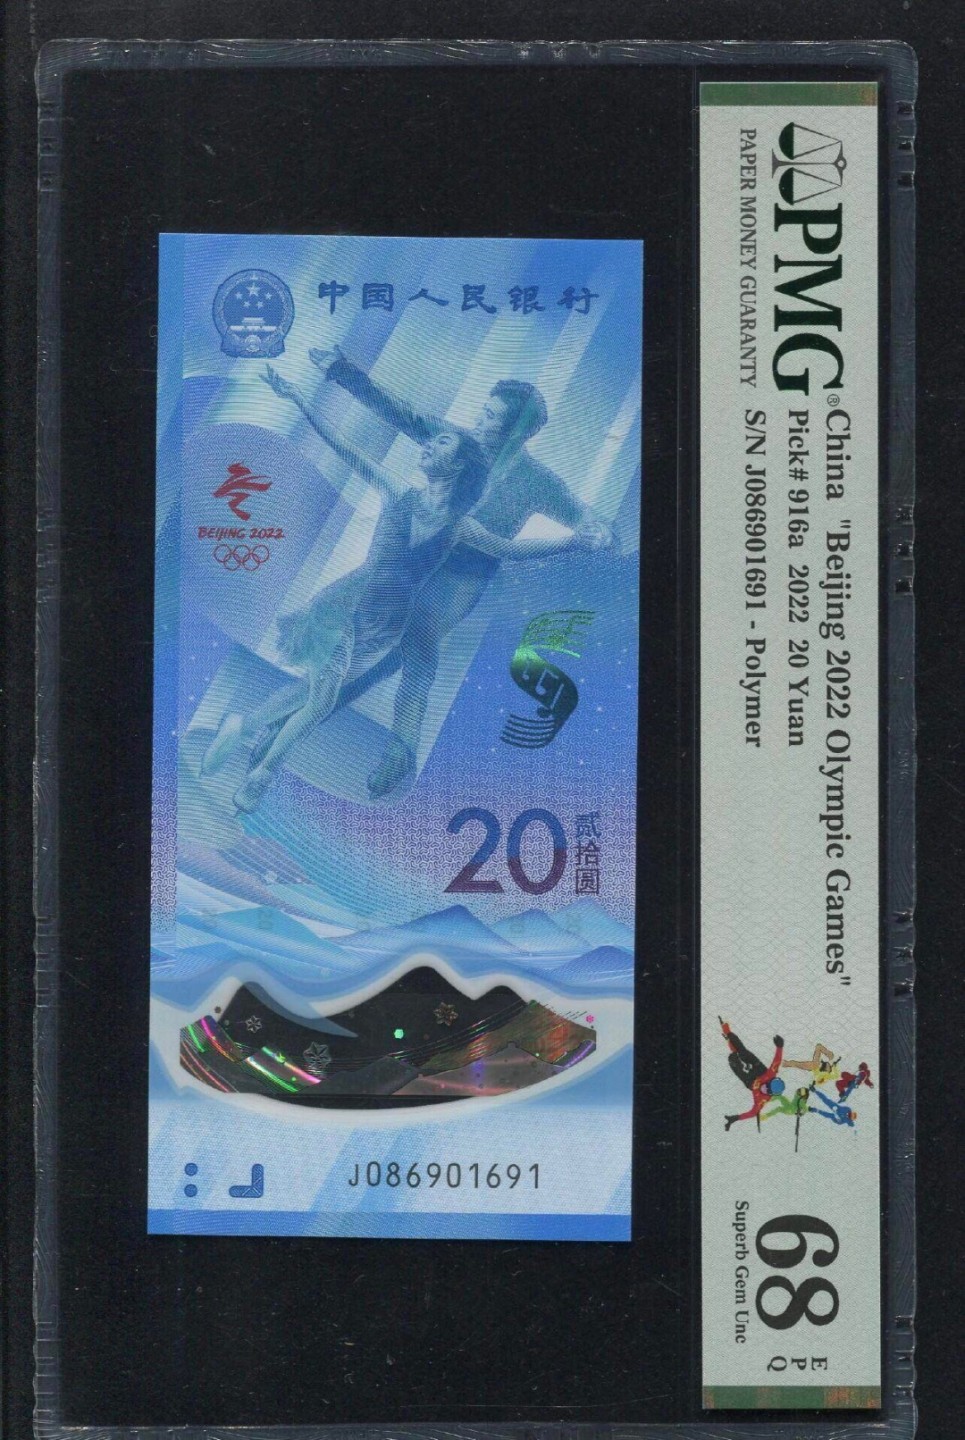 中国人民银行
BEIJING 2022
20
贰拾圆
J086901691
PMG®
PAPER MONEY GUARANTY
China "Beijing 2022 Olympic Games"
Pick# 916a 2022 20 Yuan
S/N J086901691 - Polymer
68
EPQ
Superb Gem Unc